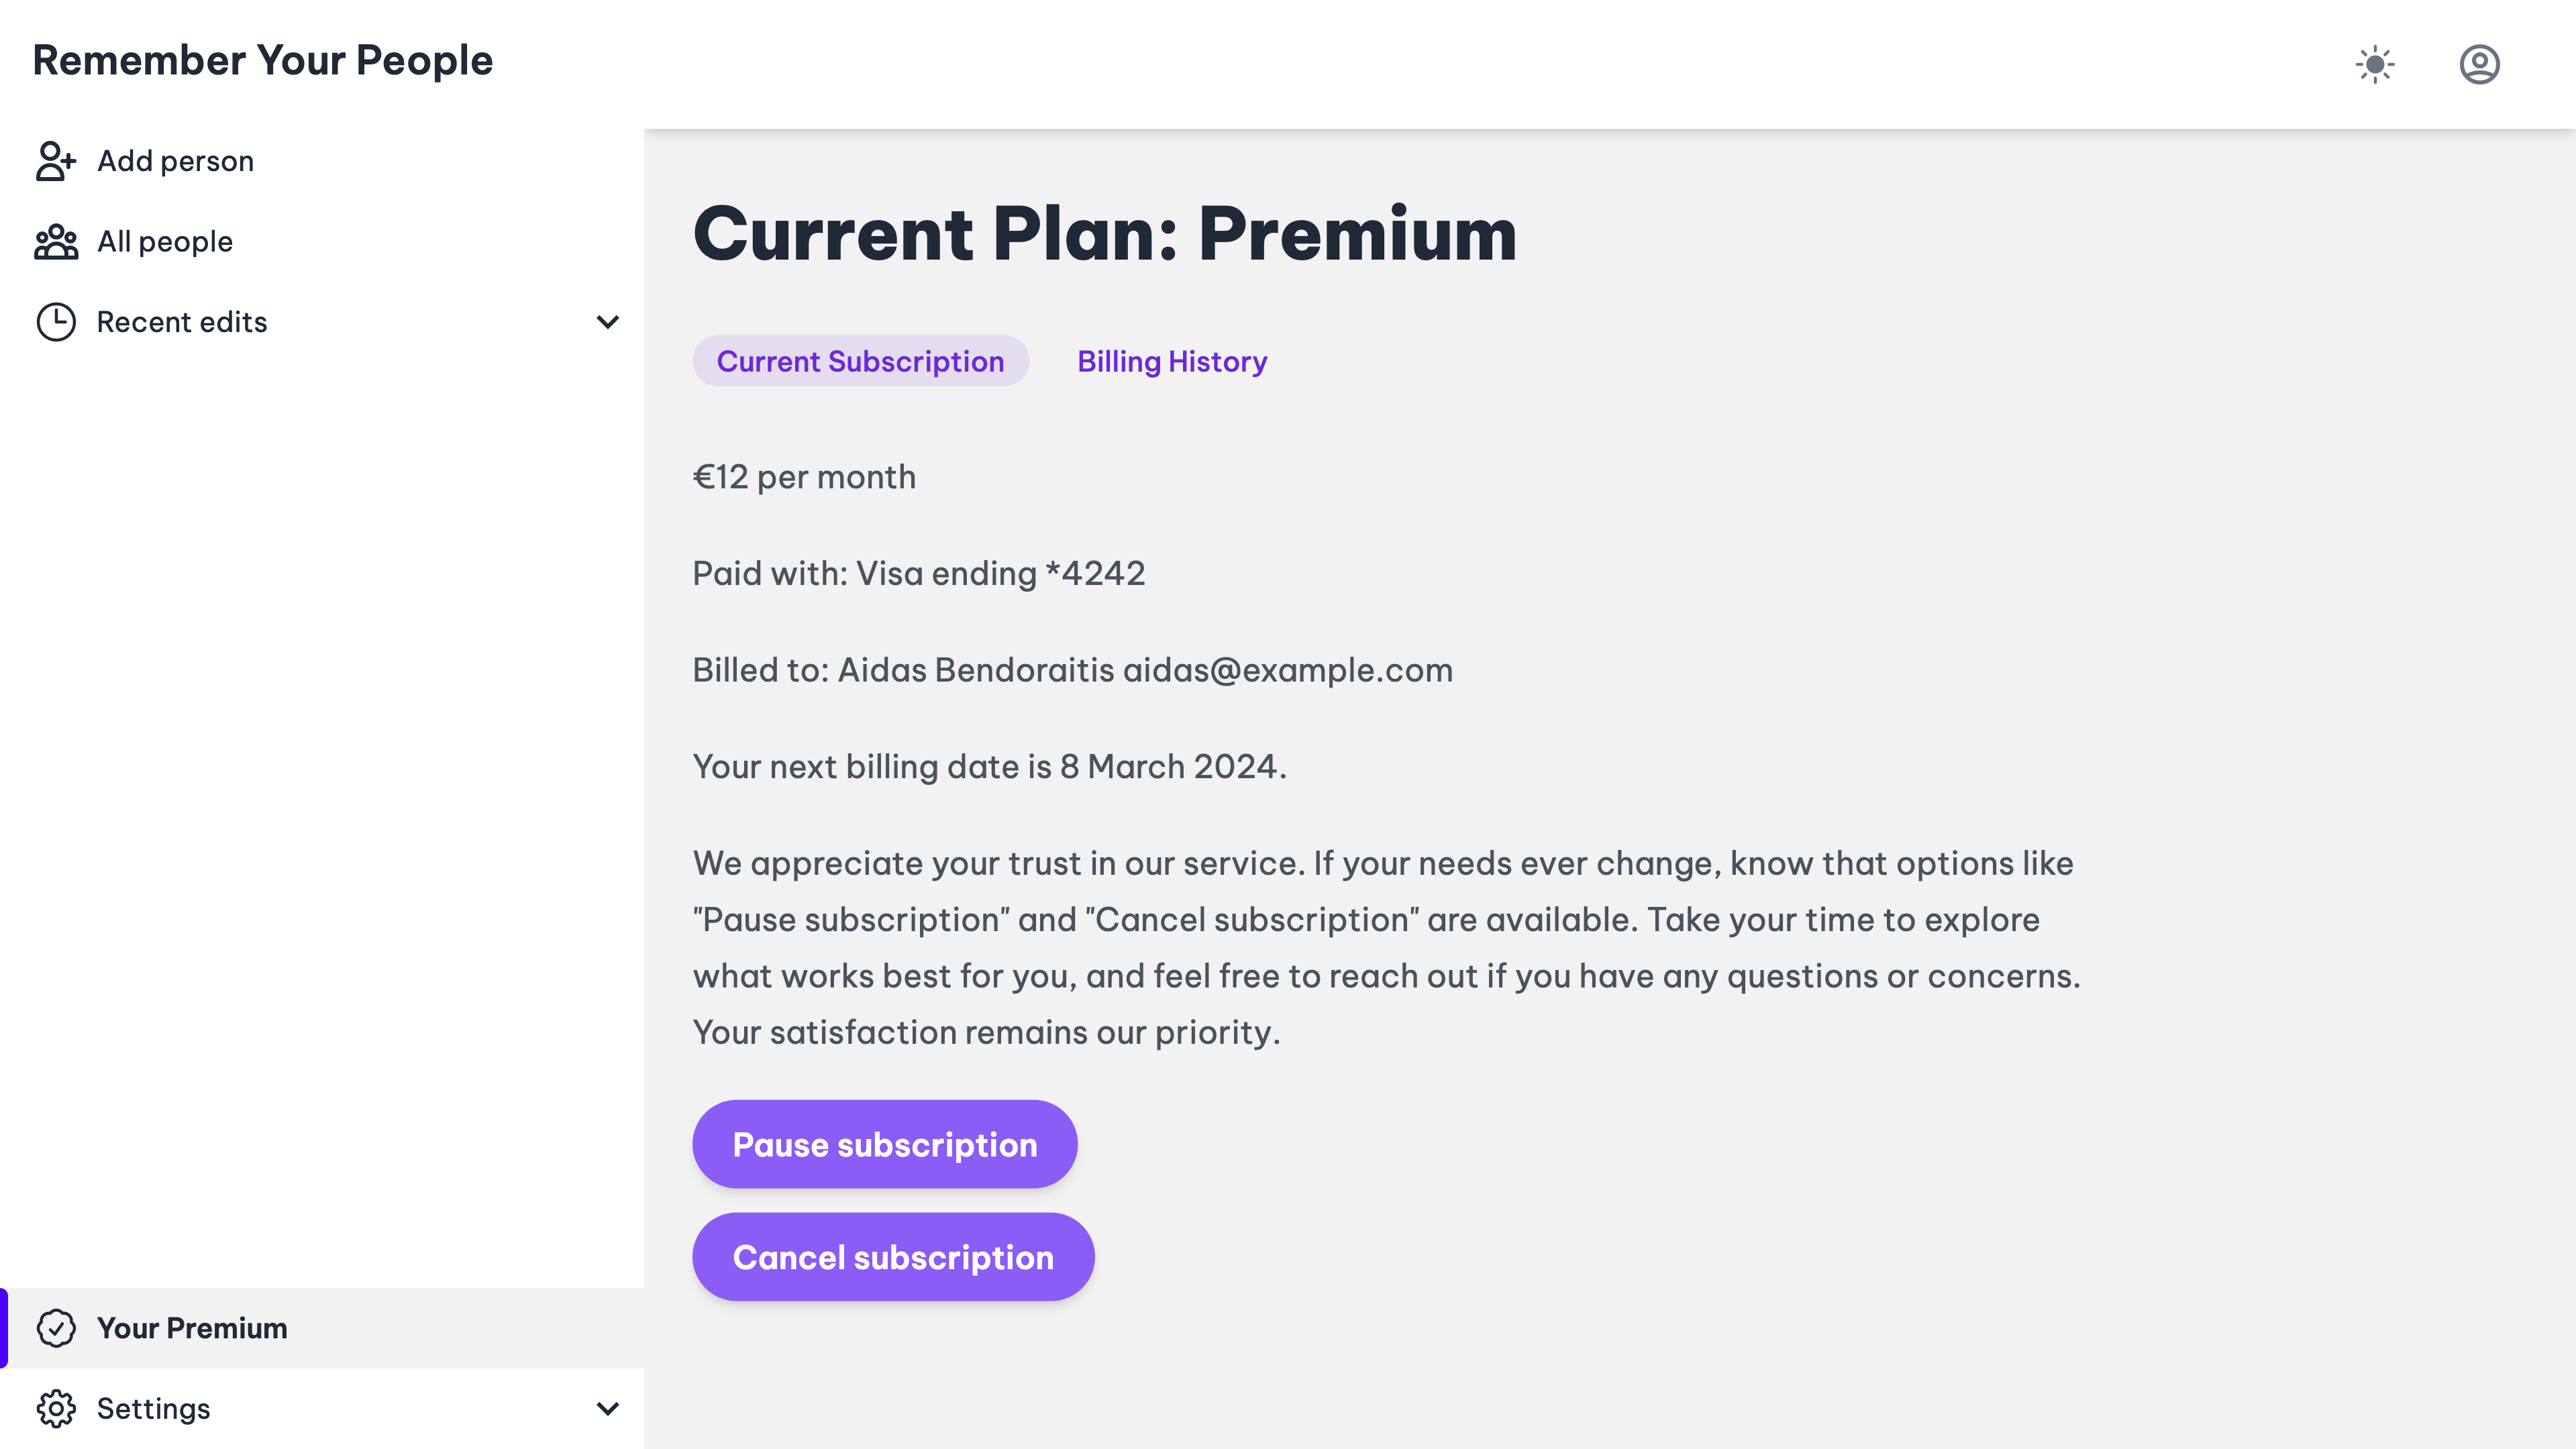 Remember Your People
Add person
All people
Recent edits
Your Premium
Settings
Current Plan: Premium
Current Subscription
Billing History
€12 per month
Paid with: Visa ending *4242
Billed to: Aidas Bendoraitis aidas@example.com
Your next billing date is 8 March 2024.
We appreciate your trust in our service. If your needs ever change, know that options like
"Pause subscription" and "Cancel subscription" are available. Take your time to explore
what works best for you, and feel free to reach out if you have any questions or concerns.
Your satisfaction remains our priority.
Pause subscription
Cancel subscription